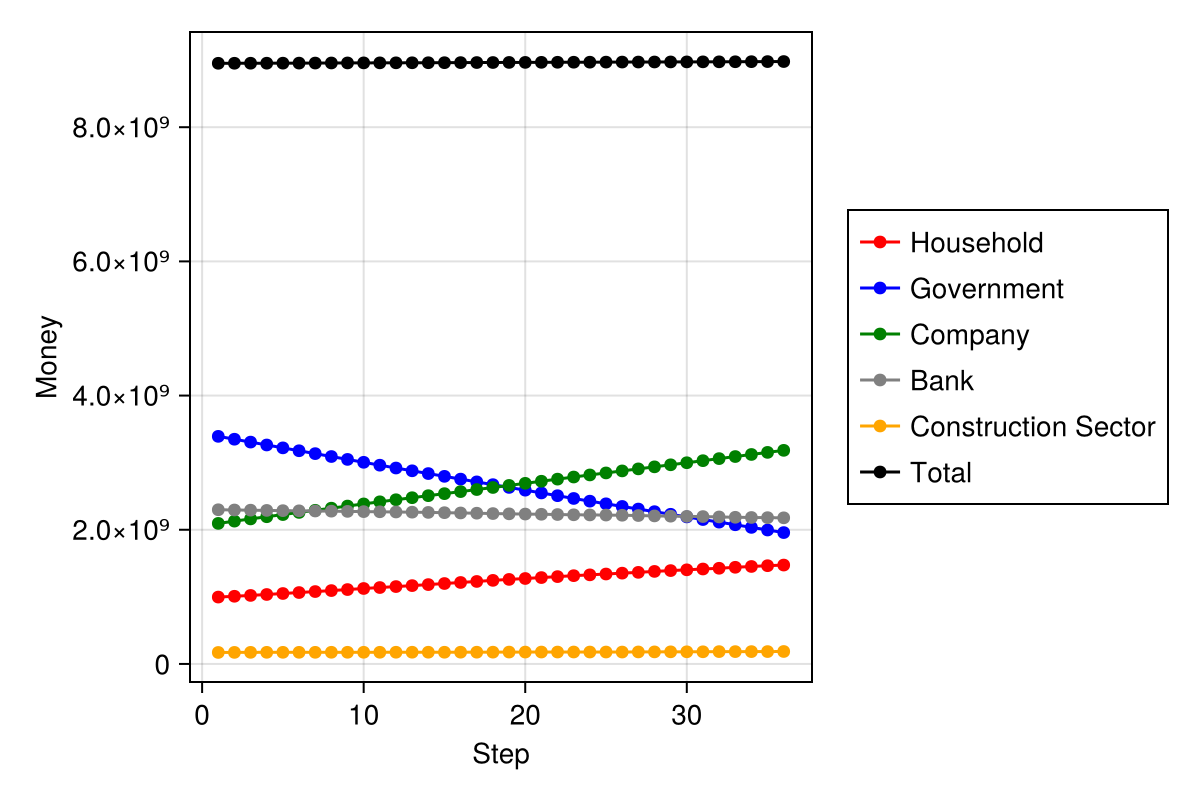 8.0×10⁹
6.0×10⁹
4.0×10⁹
2.0×10⁹
0
Money
0 10 20 30
Step
Household
Government
Company
Bank
Construction Sector
Total